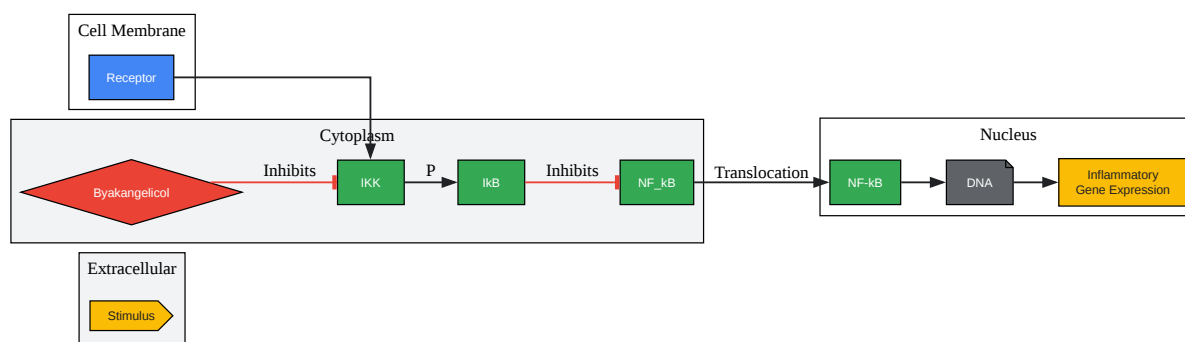 Cell Membrane
Receptor
Cytoplasm
Byakangelicol
Inhibits
IKK
P
IkB
Inhibits
NF_kB
Translocation
Nucleus
NF-kB
DNA
Inflammatory
Gene Expression
Extracellular
Stimulus